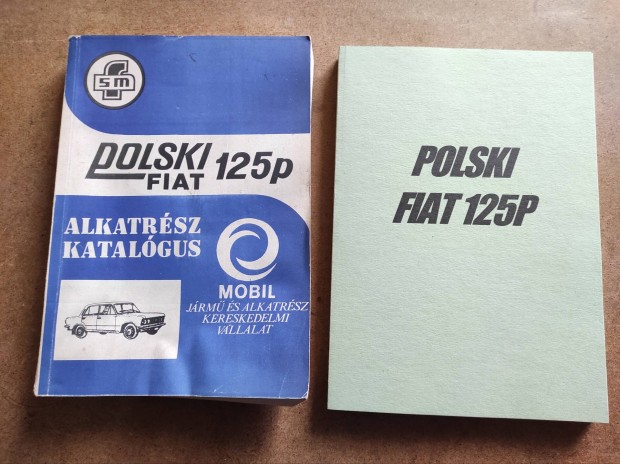 FSM
POLSKI
FIAT 125p
ALKATRÉSZ
KATALÓGUS
MOBIL
JÁRMŰ ÉS ALKATRÉSZ
KERESKEDELMI
VÁLLALAT
POLSKI
FIAT 125P